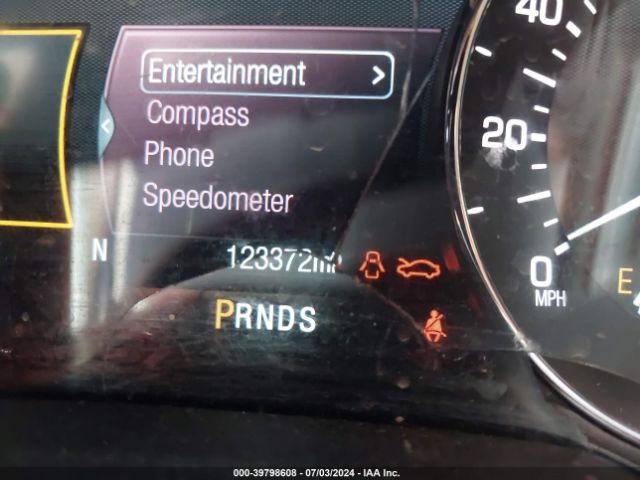 Entertainment >
Compass
Phone
Speedometer
N 123372mi
PRNDS
40
20
0
MPH
E
000-39798608 - 07/03/2024 - IAA Inc.